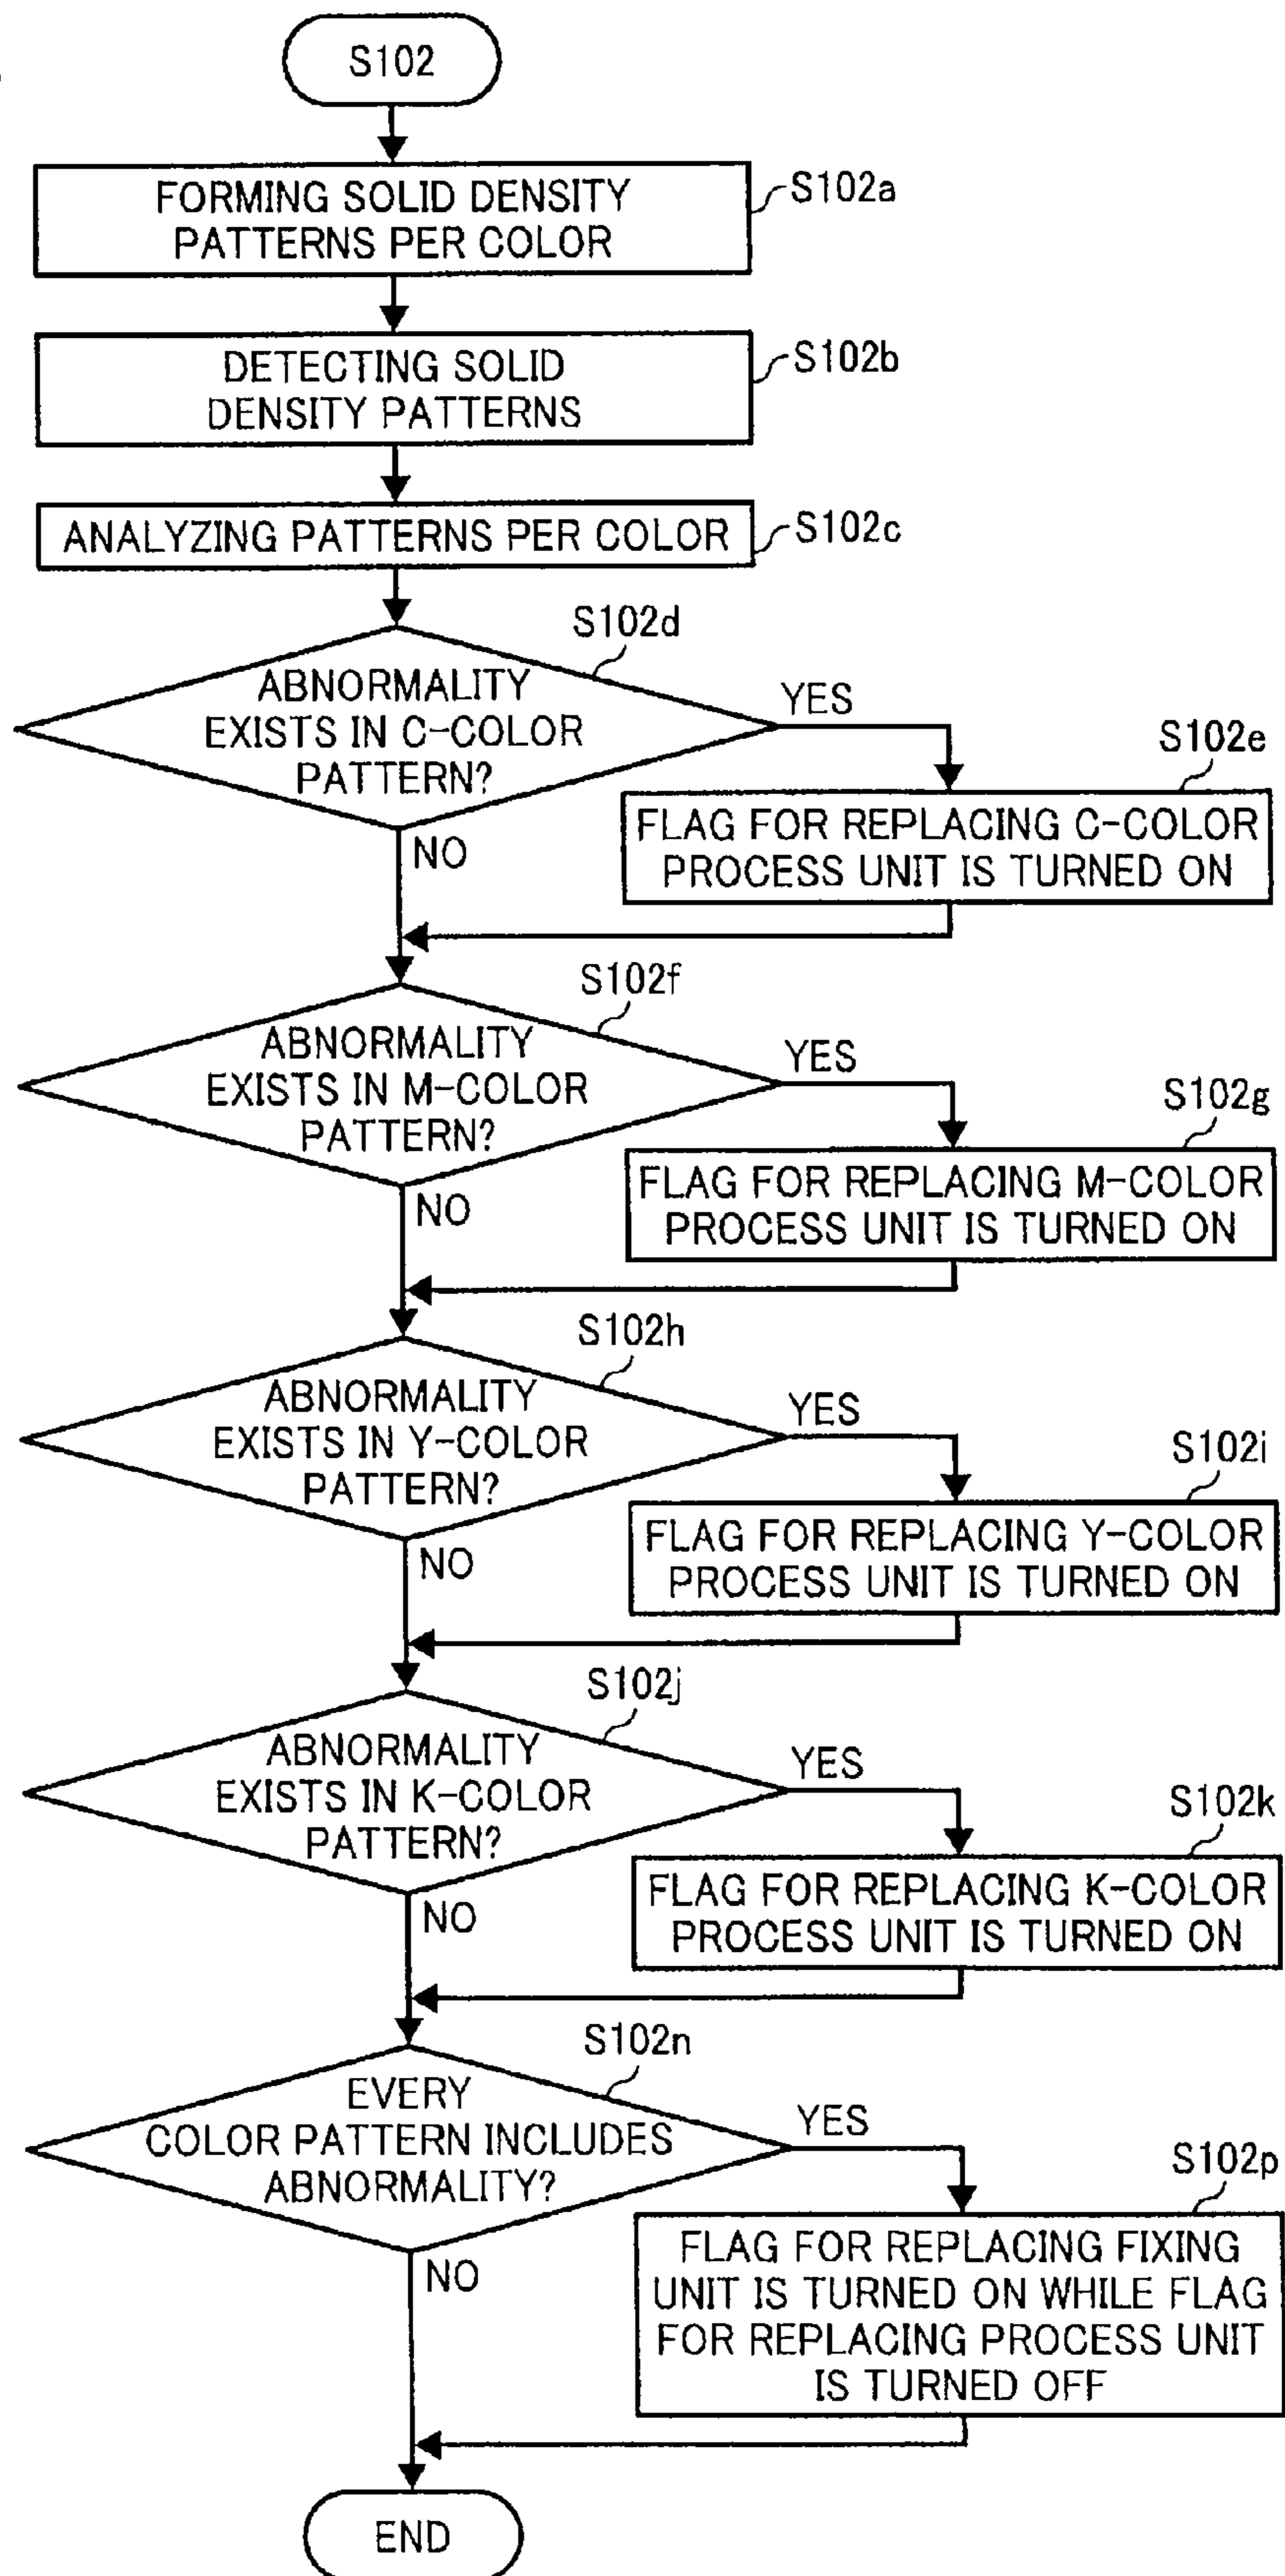 S102
FORMING SOLID DENSITY
PATTERNS PER COLOR
S102a
DETECTING SOLID
DENSITY PATTERNS
S102b
ANALYZING PATTERNS PER COLOR
S102c
S102d
ABNORMALITY
EXISTS IN C-COLOR
PATTERN?
YES
NO
S102e
FLAG FOR REPLACING C-COLOR
PROCESS UNIT IS TURNED ON
S102f
ABNORMALITY
EXISTS IN M-COLOR
PATTERN?
YES
NO
S102g
FLAG FOR REPLACING M-COLOR
PROCESS UNIT IS TURNED ON
S102h
ABNORMALITY
EXISTS IN Y-COLOR
PATTERN?
YES
NO
S102i
FLAG FOR REPLACING Y-COLOR
PROCESS UNIT IS TURNED ON
S102j
ABNORMALITY
EXISTS IN K-COLOR
PATTERN?
YES
NO
S102k
FLAG FOR REPLACING K-COLOR
PROCESS UNIT IS TURNED ON
S102n
EVERY
COLOR PATTERN INCLUDES
ABNORMALITY?
YES
NO
S102p
FLAG FOR REPLACING FIXING
UNIT IS TURNED ON WHILE FLAG
FOR REPLACING PROCESS UNIT
IS TURNED OFF
END